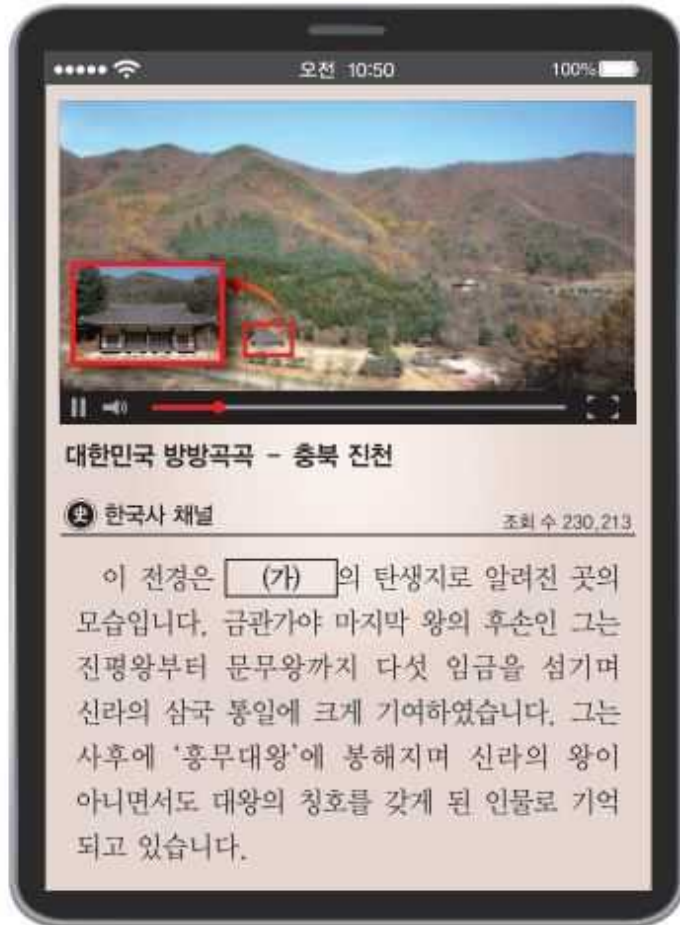 오전 10:50
100%
대한민국 방방곡곡 - 충북 진천
史 한국사 채널
조회 수 230,213
이 전경은 (가) 의 탄생지로 알려진 곳의
모습입니다. 금관가야 마지막 왕의 후손인 그는
진평왕부터 문무왕까지 다섯 임금을 섬기며
신라의 삼국 통일에 크게 기여하였습니다. 그는
사후에 ‘흥무대왕’에 봉해지며 신라의 왕이
아니면서도 대왕의 칭호를 갖게 된 인물로 기억
되고 있습니다.